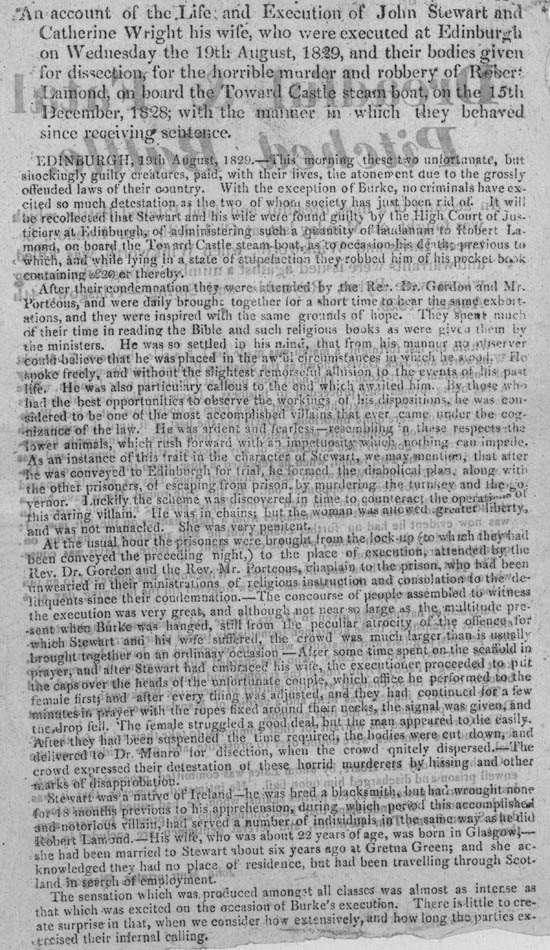 An account of the Life and Execution of John Stewart and
Catherine Wright his wife, who were executed at Edinburgh
on Wednesday the 19th August, 1829, and their bodies given
for dissection, for the horrible murder and robbery of Robert
Lamond, on board the Toward Castle steam boat, on the 15th
December, 1828; with the manner in which they behaved
since receiving sentence.
EDINBURGH, 19th August, 1829.—This morning these two unfortunate, but
shockingly guilty creatures, paid, with their lives, the atonement due to the grossly
offended laws of their country. With the exception of Burke, no criminals have ex-
cited so much detestation as the two of whom society has just been rid of. It will
be recollected that Stewart and his wife were found guilty by the High Court of Jus-
ticiary at Edinburgh, of administering such a quantity of laudanum to Robert La-
mond, on board the Toward Castle steam-boat, as to occasion his death, previous to
which, and while lying in a state of stupefaction they robbed him of his pocket book
containing £20 or thereby.
After their condemnation they were attended by the Rev. Dr. Gordon and Mr.
Porteous, and were daily brought together for a short time to hear the same exhort-
ations, and they were inspired with the same grounds of hope. They spent much
of their time in reading the Bible and such religious books as were given them by
the ministers. He was so settled in his mind, that from his manner no observer
could believe that he was placed in the awful circumstances in which he stood. He
spoke freely, and without the slightest remorseful allusion to the events of his past
life. He was also particulary callous to the end which awaited him. By those who
had the best opportunities to observe the workings of his dispositions, he was con-
sidered to be one of the most accomplished villains that ever came under the cog-
nizance of the law. He was ardent and fearless—resembling in these respects the
lower animals, which rush forward with an impetuosity which nothing can impede.
As an instance of this trait in the character of Stewart, we may mention, that after
he was conveyed to Edinburgh for trial, he formed the diabolical plan, along with
the other prisoners, of escaping from prison, by murdering the turnkey and the go-
vernor. Luckily the scheme was discovered in time to counteract the operation of
this daring villain. He was in chains; but the woman was allowed greater liberty,
and was not manacled. She was very penitent.
At the usual hour the prisoners were brought from the lock-up (to which they had
been conveyed the preceding night,) to the place of execution, attended by the
Rev. Dr. Gordon and the Rev. Mr. Porteous, chaplain to the prison, who had been
unwearied in their ministrations of religious instruction and consolation to the de-
linquents since their condemnation.—The concourse of people assembled to witness
the execution was very great, and although not near so large as the multitude pre-
sent when Burke was hanged, still from the peculiar atrocity of the offence for
which Stewart and his wife suffered, the crowd was much larger than is usually
brought together on an ordinaay occasion—After some time spent on the scaffold in
prayer, and after Stewart had embraced his wife, the executioner proceeded to put
the caps over the heads of the unfortunate couple, which office he performed to the
female first; and after every thing was adjusted, and they had continued for a few
minutes in prayer with the ropes fixed around their necks, the signal was given, and
the drop fell. The female struggled a good deal, but the man appeared to die easily.
After they had been suspended the time required, the bodies were cut down, and
delivered to Dr. Munro for disection, when the crowd qnitely dispersed.—The
crowd expressed their detestation of these horrid murderers by hissing and other
marks of disapprobation.
Stewart was a native of Ireland—he was bred a blacksmith, but had wrought none
for 18 months previous to his apprehension, during which period this accomplished
and notorious villain, had served a number of individuals in the same way as he did
Robert Lamond.—His wife, who was about 22 years of age, was born in Glasgow;—
she had been married to Stewart about six years ago at Gretna Green; and she ac-
knowledged they had no place of residence, but had been travelling through Scot-
land in search of employment.
The sensation which was produced amongst all classes was almost as intense as
that which was excited on the occasion of Burke's execution. There is little to cre-
ate surprise in that, when we consider how extensively, and how long the parties ex-
ercised their infernal calling.